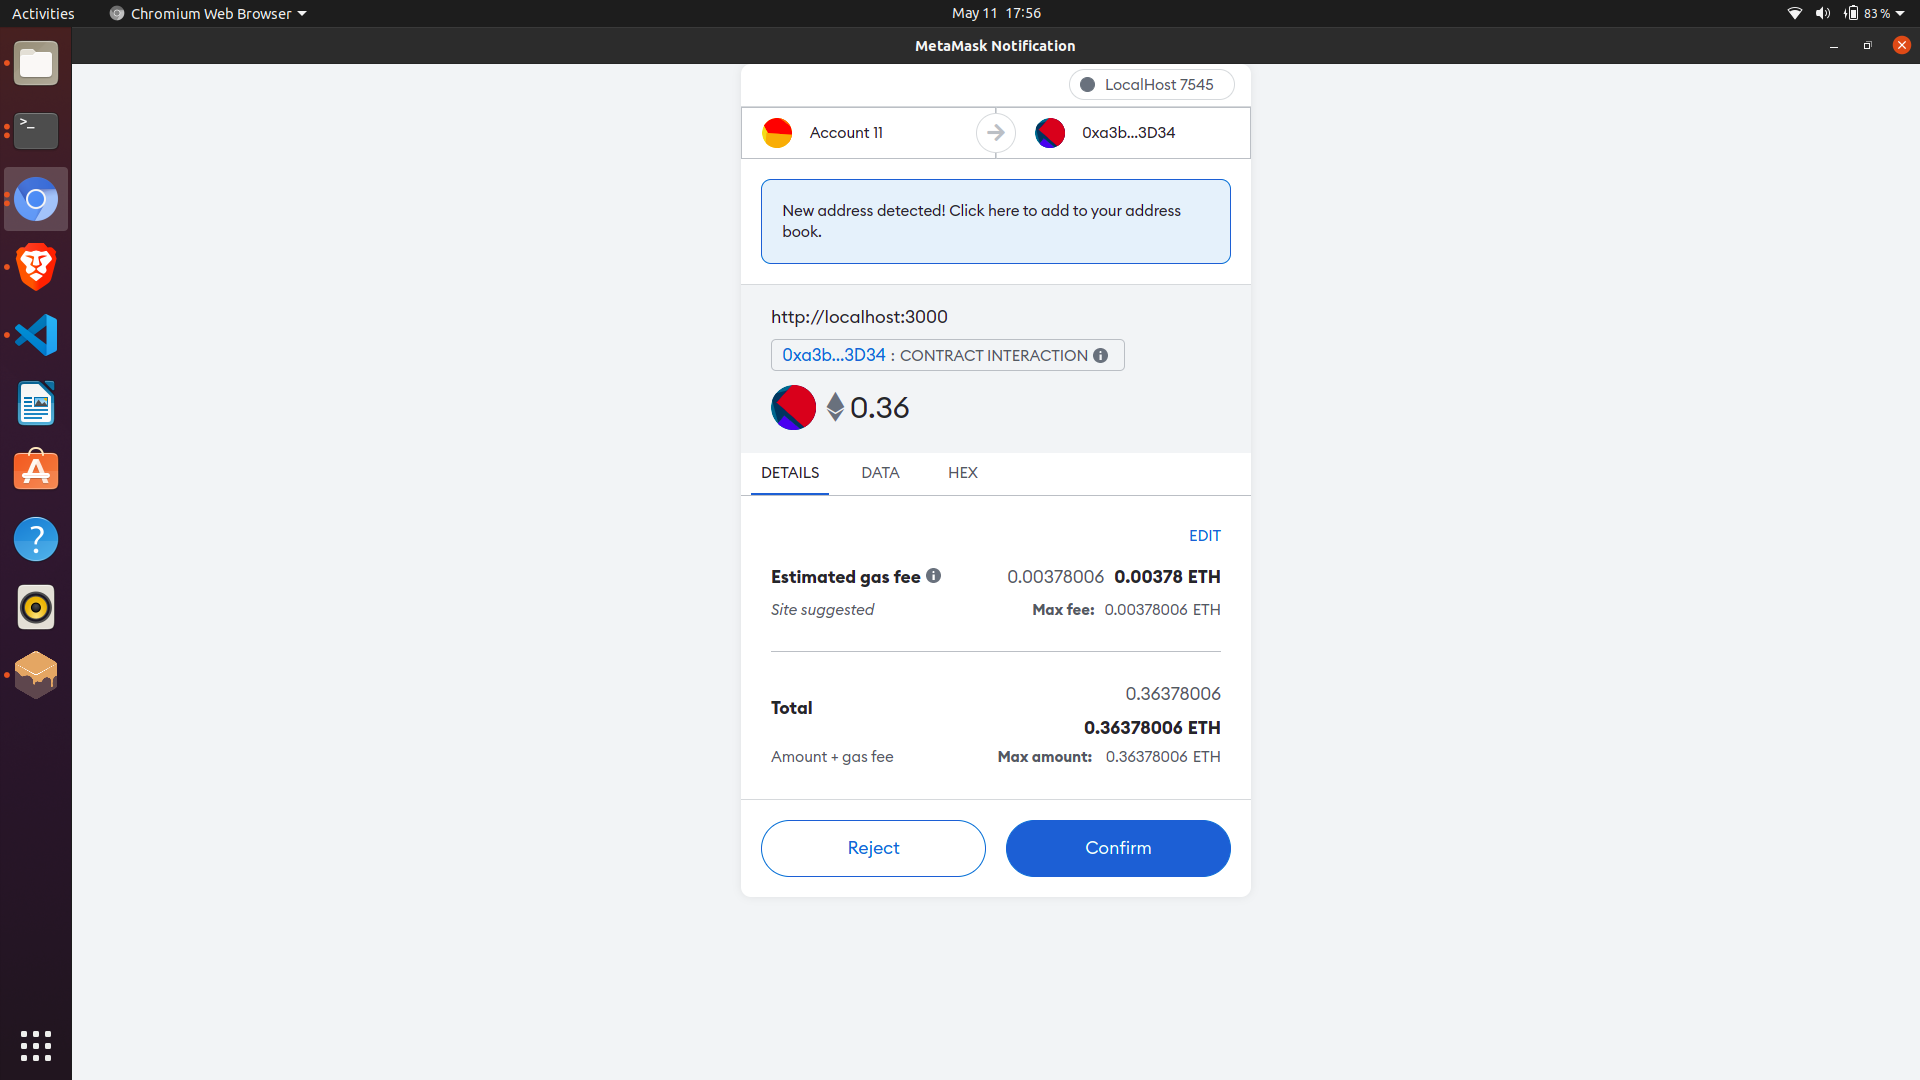 Activities Chromium Web Browser May 11 17:56 83 %
MetaMask Notification
LocalHost 7545
Account 11 0xa3b...3D34
New address detected! Click here to add to your address
book.
http://localhost:3000
0xa3b...3D34 : CONTRACT INTERACTION
0.36
DETAILS DATA HEX
EDIT
Estimated gas fee 0.00378006 0.00378 ETH
Site suggested Max fee: 0.00378006 ETH
0.36378006
Total
0.36378006 ETH
Amount + gas fee Max amount: 0.36378006 ETH
Reject Confirm